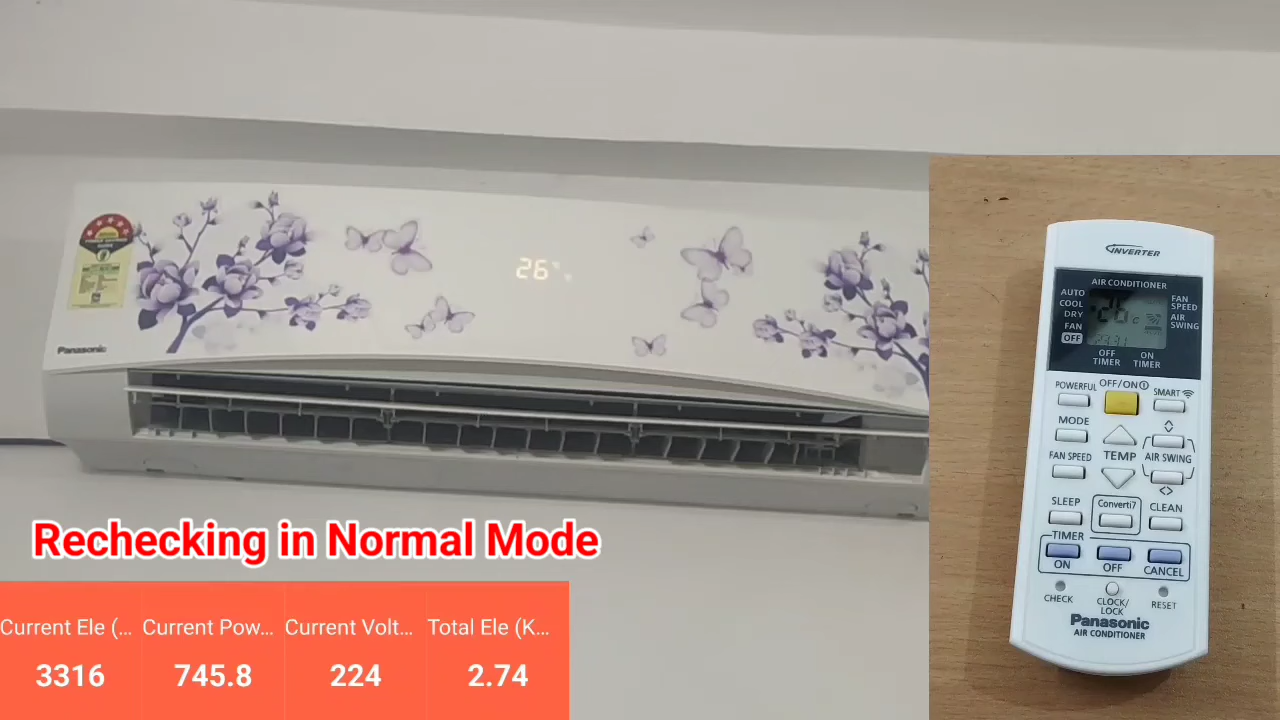 26°
Panasonic
INVERTER
AIR CONDITIONER
AUTO
COOL
DRY
FAN
OFF
26 c
FAN
SPEED
AIR
SWING
23:31
OFF
TIMER
ON
TIMER
POWERFUL
OFF/ON
SMART
MODE
FAN SPEED
TEMP
AIR SWING
SLEEP
Converti7
CLEAN
TIMER
ON
OFF
CANCEL
CHECK
CLOCK/
LOCK
RESET
Panasonic
AIR CONDITIONER
Rechecking in Normal Mode
Current Ele (... Current Pow... Current Volt... Total Ele (K...
3316 745.8 224 2.74